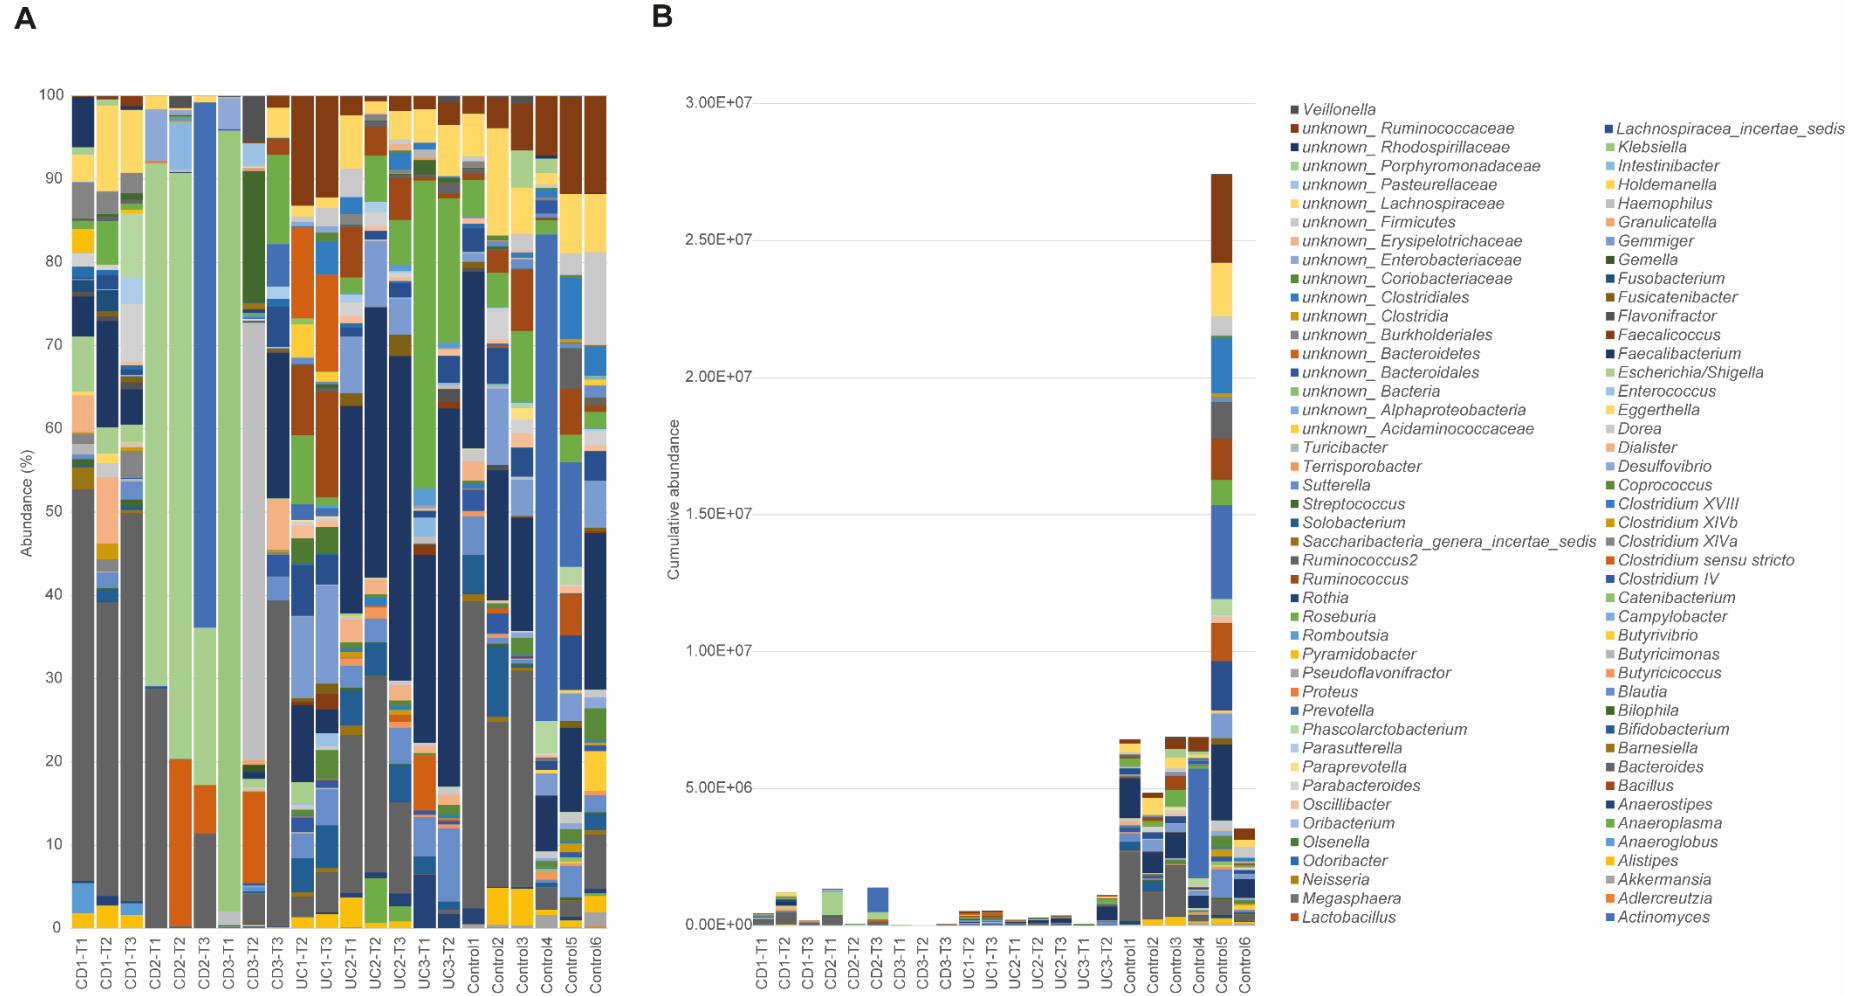 A
B
100
90
80
70
60
50
40
30
20
10
0
Abundance (%)
CD1-T1
CD1-T2
CD1-T3
CD2-T1
CD2-T2
CD2-T3
CD3-T1
CD3-T2
CD3-T3
UC1-T2
UC1-T3
UC2-T1
UC2-T2
UC2-T3
UC3-T1
UC3-T2
Control1
Control2
Control3
Control4
Control5
Control6
3.00E+07
2.50E+07
2.00E+07
1.50E+07
1.00E+07
5.00E+06
0.00E+00
Cumulative abundance
CD1-T1
CD1-T2
CD1-T3
CD2-T1
CD2-T2
CD2-T3
CD3-T1
CD3-T2
CD3-T3
UC1-T2
UC1-T3
UC2-T1
UC2-T2
UC2-T3
UC3-T1
UC3-T2
Control1
Control2
Control3
Control4
Control5
Control6
Veillonella
unknown_ Ruminococcaceae
unknown_ Rhodospirillaceae
unknown_ Porphyromonadaceae
unknown_ Pasteurellaceae
unknown_ Lachnospiraceae
unknown_ Firmicutes
unknown_ Erysipelotrichaceae
unknown_ Enterobacteriaceae
unknown_ Coriobacteriaceae
unknown_ Clostridiales
unknown_ Clostridia
unknown_ Burkholderiales
unknown_ Bacteroidetes
unknown_ Bacteroidales
unknown_ Bacteria
unknown_ Alphaproteobacteria
unknown_ Acidaminococcaceae
Turicibacter
Terrisporobacter
Sutterella
Streptococcus
Solobacterium
Saccharibacteria_genera_incertae_sedis
Ruminococcus2
Ruminococcus
Rothia
Roseburia
Romboutsia
Pyramidobacter
Pseudoflavonifractor
Proteus
Prevotella
Phascolarctobacterium
Parasutterella
Paraprevotella
Parabacteroides
Oscillibacter
Oribacterium
Olsenella
Odoribacter
Neisseria
Megasphaera
Lactobacillus
Lachnospiracea_incertae_sedis
Klebsiella
Intestinibacter
Holdemanella
Haemophilus
Granulicatella
Gemmiger
Gemella
Fusobacterium
Fusicatenibacter
Flavonifractor
Faecalicoccus
Faecalibacterium
Escherichia/Shigella
Enterococcus
Eggerthella
Dorea
Dialister
Desulfovibrio
Coprococcus
Clostridium XVIII
Clostridium XIVb
Clostridium XIVa
Clostridium sensu stricto
Clostridium IV
Catenibacterium
Campylobacter
Butyrivibrio
Butyricimonas
Butyricicoccus
Blautia
Bilophila
Bifidobacterium
Barnesiella
Bacteroides
Bacillus
Anaerostipes
Anaeroplasma
Anaeroglobus
Alistipes
Akkermansia
Adlercreutzia
Actinomyces